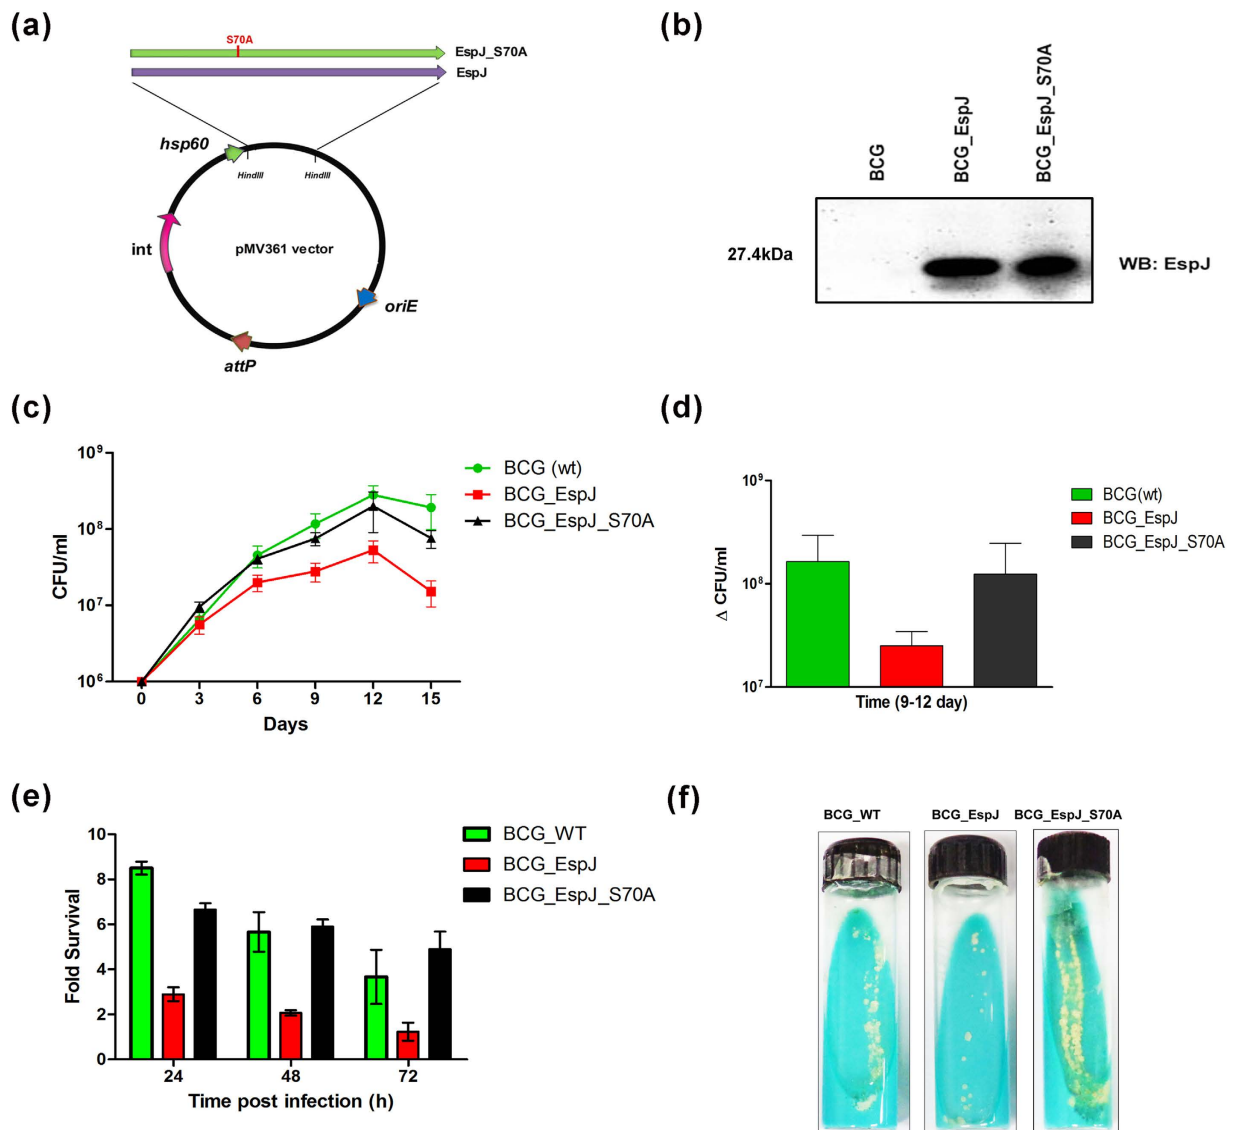 (a)
S70A
EspJ_S70A
EspJ
hsp60
HindIII HindIII
int
pMV361 vector
oriE
attP
(b)
BCG
BCG_EspJ
BCG_EspJ_S70A
27.4kDa
WB: EspJ
(c)
10⁹
10⁸
10⁷
10⁶
CFU/ml
0 3 6 9 12 15
Days
BCG (wt)
BCG_EspJ
BCG_EspJ_S70A
(d)
10⁹
10⁸
10⁷
Δ CFU/ml
Time (9-12 day)
BCG(wt)
BCG_EspJ
BCG_EspJ_S70A
(e)
10
8
6
4
2
0
Fold Survival
24 48 72
Time post infection (h)
BCG_WT
BCG_EspJ
BCG_EspJ_S70A
(f)
BCG_WT BCG_EspJ BCG_EspJ_S70A